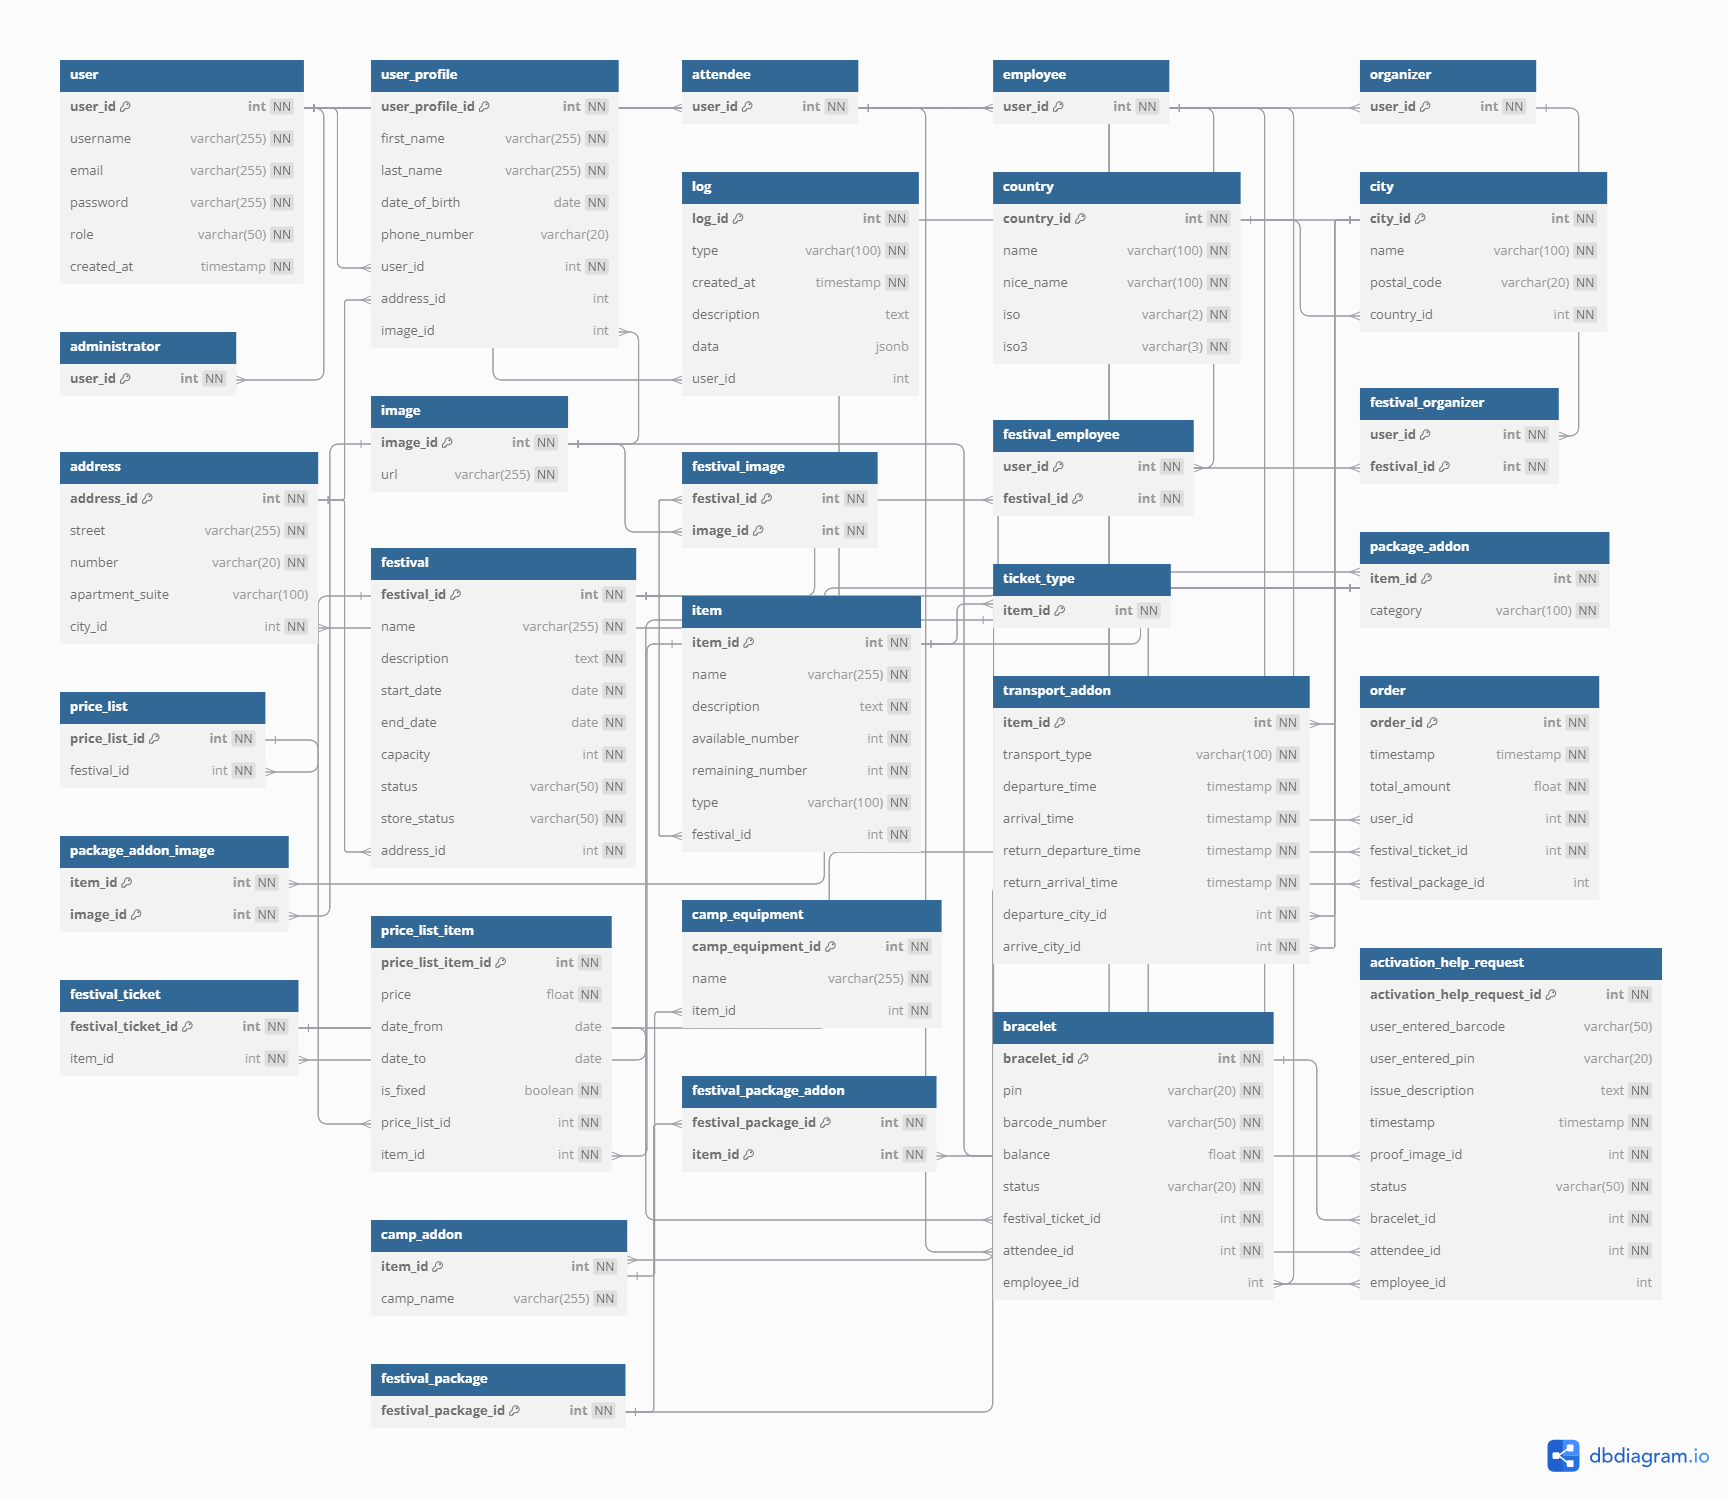 user
user_id int NN
username varchar(255) NN
email varchar(255) NN
password varchar(255) NN
role varchar(50) NN
created_at timestamp NN
administrator
user_id int NN
address
address_id int NN
street varchar(255) NN
number varchar(20) NN
apartment_suite varchar(100)
city_id int NN
price_list
price_list_id int NN
festival_id int NN
package_addon_image
item_id int NN
image_id int NN
festival_ticket
festival_ticket_id int NN
item_id int NN
user_profile
user_profile_id int NN
first_name varchar(255) NN
last_name varchar(255) NN
date_of_birth date NN
phone_number varchar(20)
user_id int NN
address_id int
image_id int
image
image_id int NN
url varchar(255) NN
festival
festival_id int NN
name varchar(255) NN
description text NN
start_date date NN
end_date date NN
capacity int NN
status varchar(50) NN
store_status varchar(50) NN
address_id int NN
price_list_item
price_list_item_id int NN
price float NN
date_from date
date_to date
is_fixed boolean NN
price_list_id int NN
item_id int NN
camp_addon
item_id int NN
camp_name varchar(255) NN
festival_package
festival_package_id int NN
attendee
user_id int NN
log
log_id int NN
type varchar(100) NN
created_at timestamp NN
description text
data jsonb
user_id int
festival_image
festival_id int NN
image_id int NN
item
item_id int NN
name varchar(255) NN
description text NN
available_number int NN
remaining_number int NN
type varchar(100) NN
festival_id int NN
camp_equipment
camp_equipment_id int NN
name varchar(255) NN
item_id int NN
festival_package_addon
festival_package_id int NN
item_id int NN
employee
user_id int NN
country
country_id int NN
name varchar(100) NN
nice_name varchar(100) NN
iso varchar(2) NN
iso3 varchar(3) NN
festival_employee
user_id int NN
festival_id int NN
ticket_type
item_id int NN
transport_addon
item_id int NN
transport_type varchar(100) NN
departure_time timestamp NN
arrival_time timestamp NN
return_departure_time timestamp NN
return_arrival_time timestamp NN
departure_city_id int NN
arrive_city_id int NN
bracelet
bracelet_id int NN
pin varchar(20) NN
barcode_number varchar(50) NN
balance float NN
status varchar(20) NN
festival_ticket_id int NN
attendee_id int NN
employee_id int
organizer
user_id int NN
city
city_id int NN
name varchar(100) NN
postal_code varchar(20) NN
country_id int NN
festival_organizer
user_id int NN
festival_id int NN
package_addon
item_id int NN
category varchar(100) NN
order
order_id int NN
timestamp timestamp NN
total_amount float NN
user_id int NN
festival_ticket_id int NN
festival_package_id int
activation_help_request
activation_help_request_id int NN
user_entered_barcode varchar(50)
user_entered_pin varchar(20)
issue_description text NN
timestamp timestamp NN
proof_image_id int NN
status varchar(50) NN
bracelet_id int NN
attendee_id int NN
employee_id int
dbdiagram.io